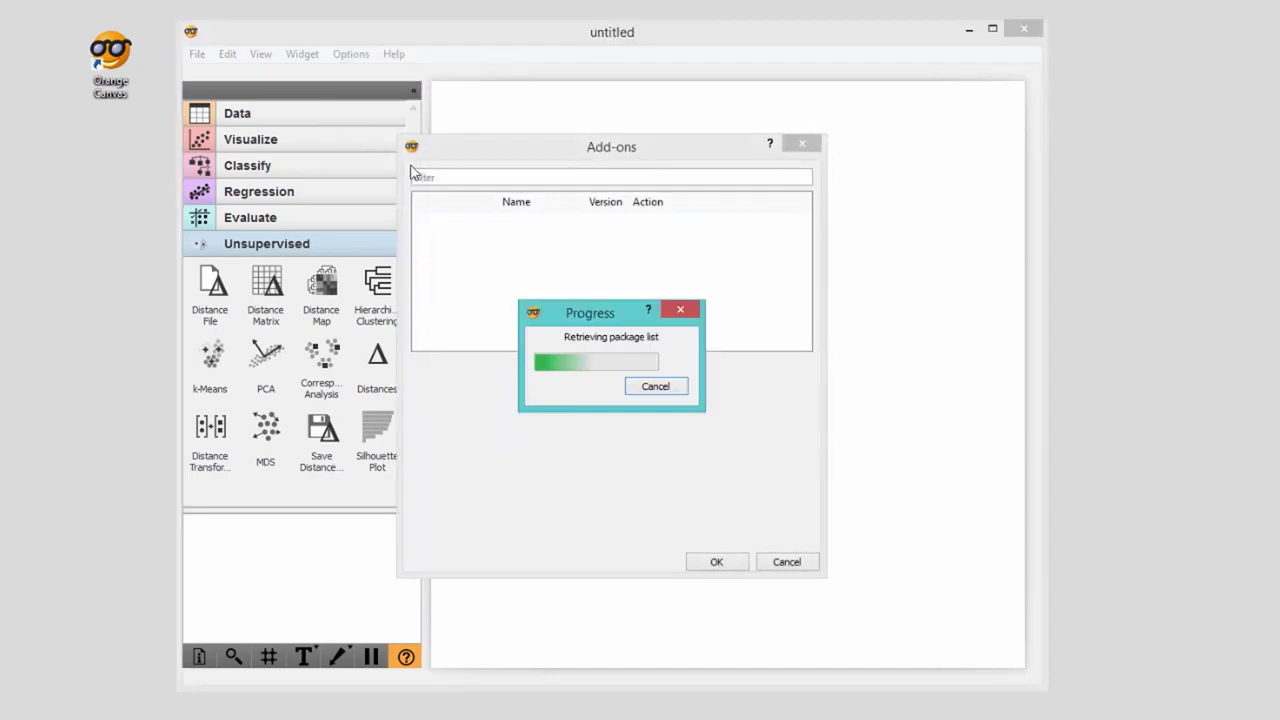 Orange
Canvas
untitled
File Edit View Widget Options Help
Data
Visualize
Classify
Regression
Evaluate
Unsupervised
Distance File
Distance Matrix
Distance Map
Hierarchi... Clustering
k-Means
PCA
Corresp... Analysis
Distances
Distance Transfor...
MDS
Save Distance...
Silhouette Plot
Add-ons
?
Name Version Action
Progress
?
Retrieving package list
Cancel
OK
Cancel